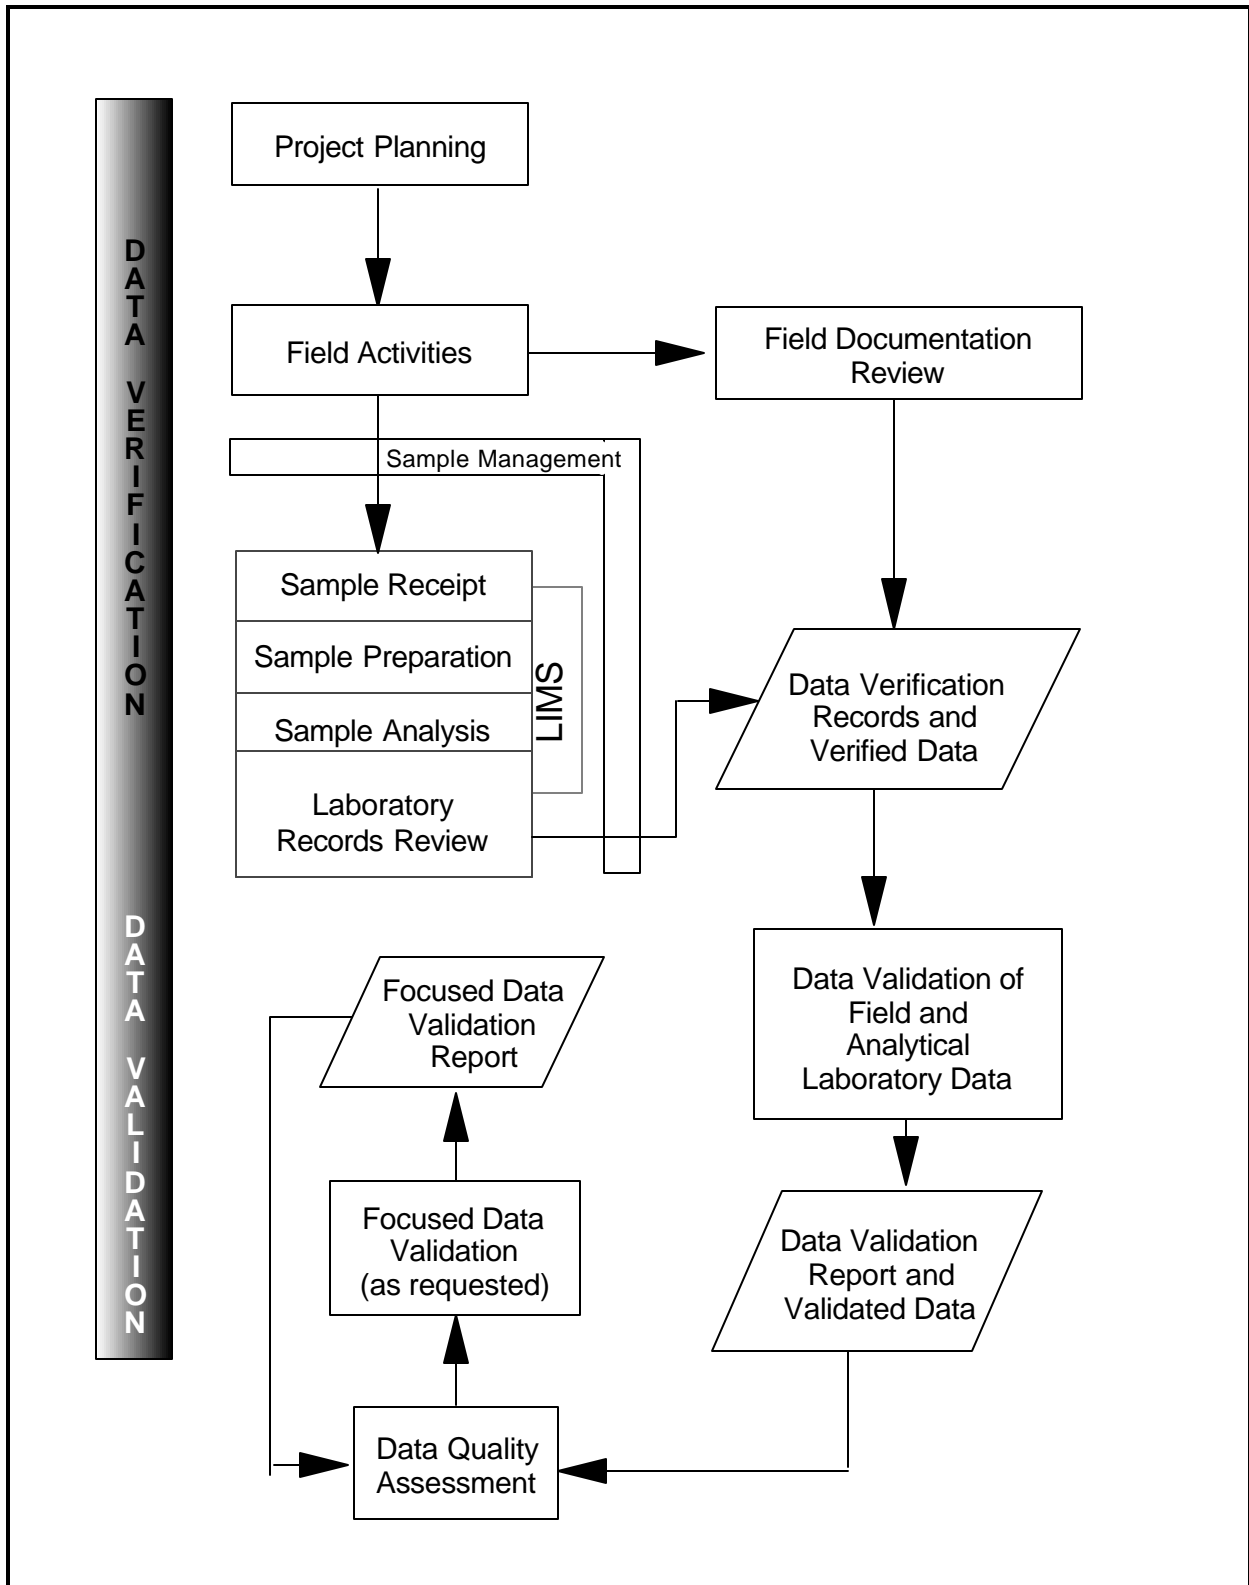 DATA VERIFICATION
DATA VALIDATION
Project Planning
Field Activities
Field Documentation
Review
Sample Management
Sample Receipt
Sample Preparation
Sample Analysis
Laboratory
Records Review
LIMS
Data Verification
Records and
Verified Data
Data Validation of
Field and
Analytical
Laboratory Data
Data Validation
Report and
Validated Data
Focused Data
Validation
Report
Focused Data
Validation
(as requested)
Data Quality
Assessment